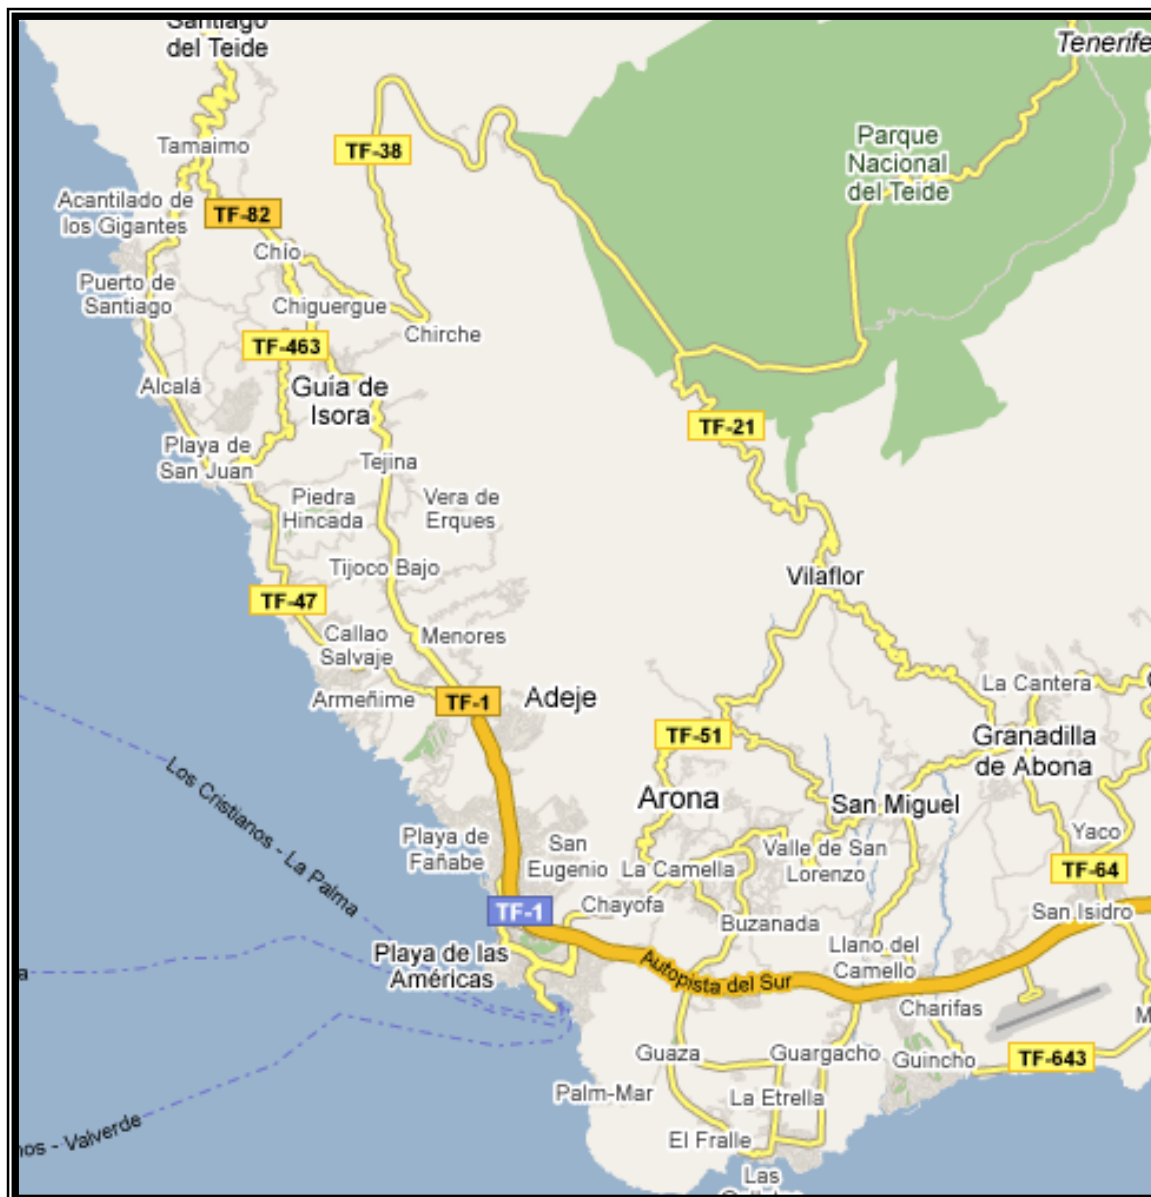 Santiago
del Teide
Tenerife
Tamaimo
TF-38
Parque
Nacional
del Teide
Acantilado de
los Gigantes
TF-82
Chío
Puerto de
Santiago
Chiguergue
Chirche
TF-463
Alcalá
Guía de
Isora
TF-21
Playa de
San Juan
Tejina
Piedra
Hincada
Vera de
Erques
Tijoco Bajo
Vilaflor
TF-47
Callao
Salvaje
Menores
La Cantera
Armeñime
TF-1
Adeje
TF-51
Granadilla
de Abona
Los Cristianos - La Palma
Arona
San Miguel
Playa de
Fañabe
San
Eugenio
La Camella
Valle de San
Lorenzo
Yaco
TF-64
TF-1
Chayofa
Buzanada
San Isidro
Playa de las
Américas
Autopista del Sur
Llano del
Camello
Charifas
Guaza
Guargacho
Guincho
TF-643
Palm-Mar
La Etrella
nos - Valverde
El Fralle
Las